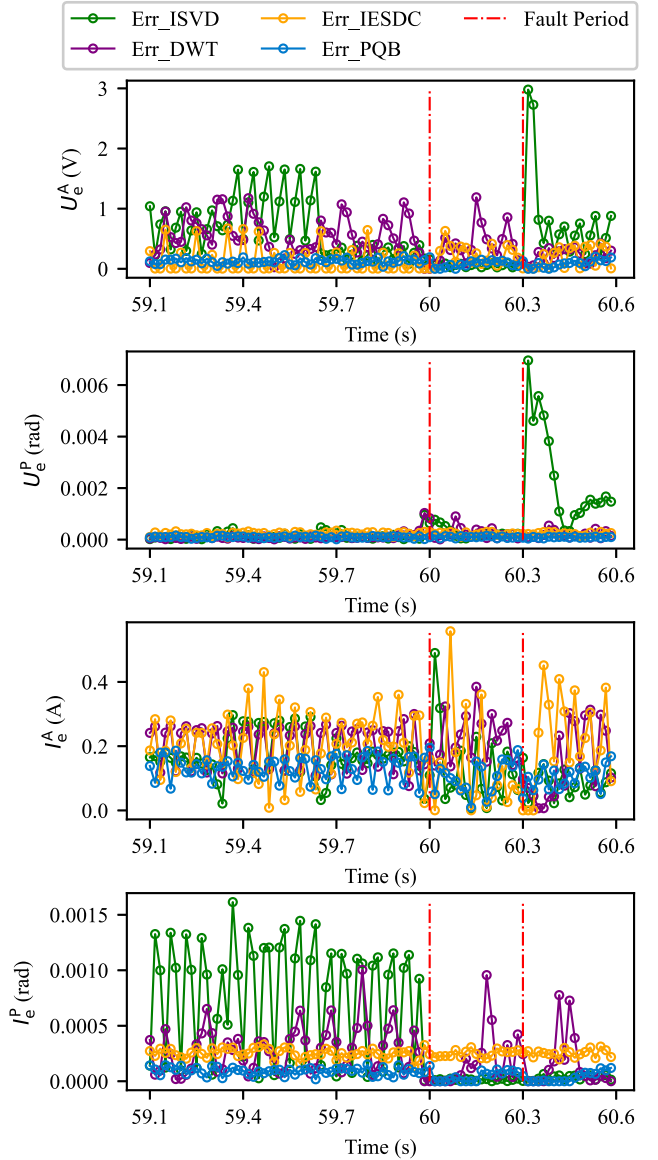 Err_ISVD Err_IESDC Fault Period
Err_DWT Err_PQB
U_e^A (V)
3
2
1
0
59.1 59.4 59.7 60 60.3 60.6
Time (s)
U_e^P (rad)
0.006
0.004
0.002
0.000
59.1 59.4 59.7 60 60.3 60.6
Time (s)
I_e^A (A)
0.4
0.2
0.0
59.1 59.4 59.7 60 60.3 60.6
Time (s)
I_e^P (rad)
0.0015
0.0010
0.0005
0.0000
59.1 59.4 59.7 60 60.3 60.6
Time (s)